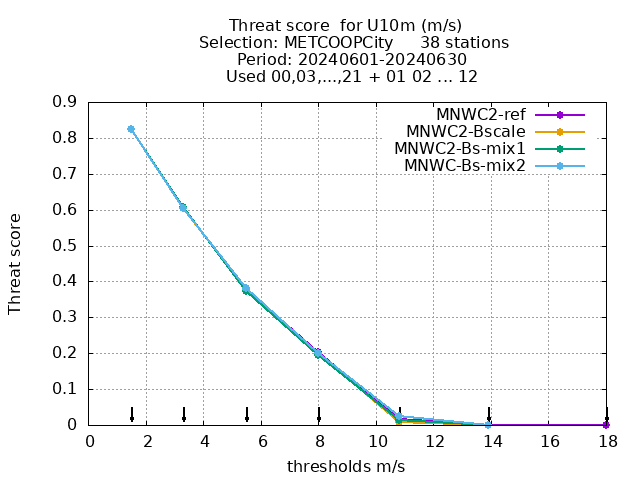 Threat score  for U10m (m/s)
Selection: METCOOPCity     38 stations
Period: 20240601-20240630
Used 00,03,...,21 + 01 02 ... 12
MNWC2-ref
MNWC2-Bscale
MNWC2-Bs-mix1
MNWC-Bs-mix2
Threat score
0.9
0.8
0.7
0.6
0.5
0.4
0.3
0.2
0.1
0
0 2 4 6 8 10 12 14 16 18
thresholds m/s